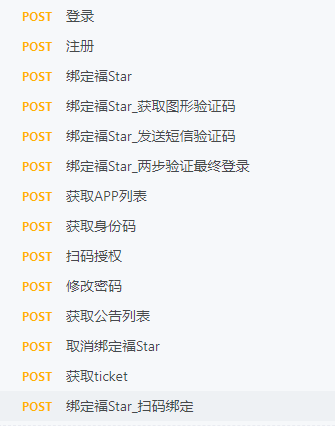 POST 登录
POST 注册
POST 绑定福Star
POST 绑定福Star_获取图形验证码
POST 绑定福Star_发送短信验证码
POST 绑定福Star_两步验证最终登录
POST 获取APP列表
POST 获取身份码
POST 扫码授权
POST 修改密码
POST 获取公告列表
POST 取消绑定福Star
POST 获取ticket
POST 绑定福Star_扫码绑定